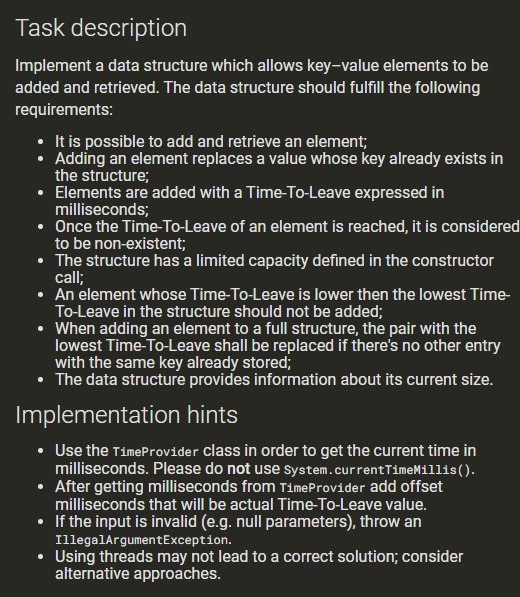 Task description
Implement a data structure which allows key–value elements to be
added and retrieved. The data structure should fulfill the following
requirements:
• It is possible to add and retrieve an element;
• Adding an element replaces a value whose key already exists in
the structure;
• Elements are added with a Time-To-Leave expressed in
milliseconds;
• Once the Time-To-Leave of an element is reached, it is considered
to be non-existent;
• The structure has a limited capacity defined in the constructor
call;
• An element whose Time-To-Leave is lower then the lowest Time-
To-Leave in the structure should not be added;
• When adding an element to a full structure, the pair with the
lowest Time-To-Leave shall be replaced if there's no other entry
with the same key already stored;
• The data structure provides information about its current size.
Implementation hints
• Use the TimeProvider class in order to get the current time in
milliseconds. Please do not use System.currentTimeMillis().
• After getting milliseconds from TimeProvider add offset
milliseconds that will be actual Time-To-Leave value.
• If the input is invalid (e.g. null parameters), throw an
IllegalArgumentException.
• Using threads may not lead to a correct solution; consider
alternative approaches.